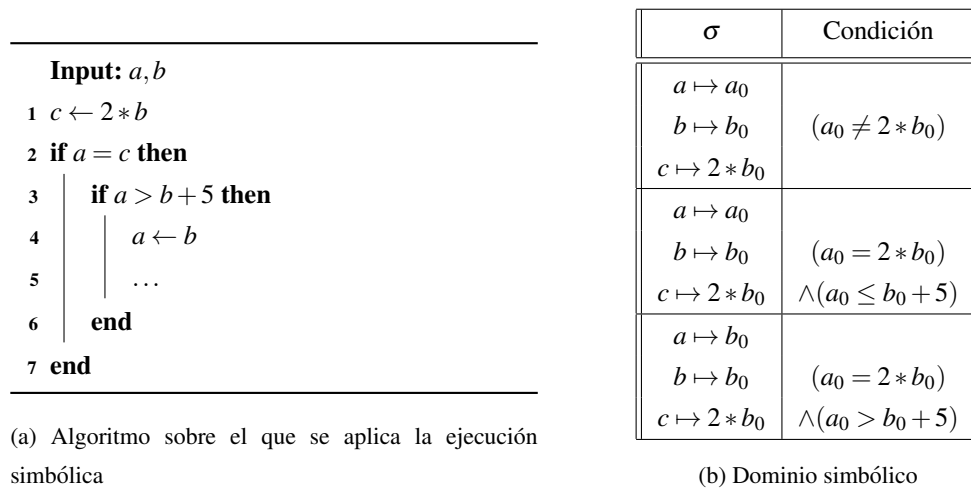 Input: a, b
1 c ← 2 * b
2 if a = c then
3 if a > b + 5 then
4 a ← b
5 ...
6 end
7 end
(a) Algoritmo sobre el que se aplica la ejecución
simbólica
σ Condición
a ↦ a₀
b ↦ b₀ (a₀ ≠ 2 * b₀)
c ↦ 2 * b₀
a ↦ a₀
b ↦ b₀ (a₀ = 2 * b₀)
c ↦ 2 * b₀ ∧(a₀ ≤ b₀ + 5)
a ↦ b₀
b ↦ b₀ (a₀ = 2 * b₀)
c ↦ 2 * b₀ ∧(a₀ > b₀ + 5)
(b) Dominio simbólico